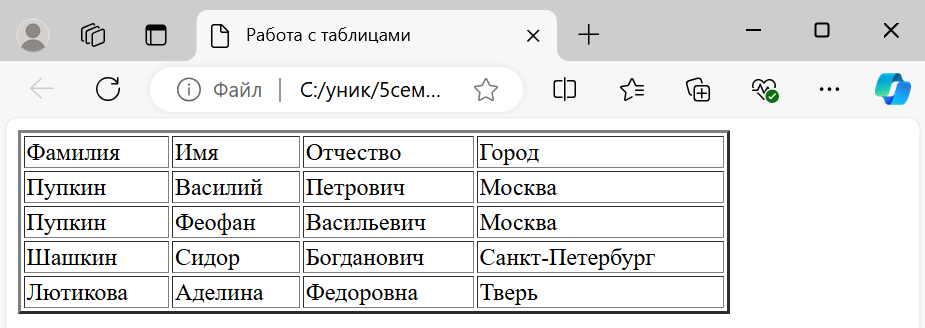 Работа с таблицами
Файл | C:/уник/5сем...
Фамилия Имя Отчество Город
Пупкин Василий Петрович Москва
Пупкин Феофан Васильевич Москва
Шашкин Сидор Богданович Санкт-Петербург
Лютикова Аделина Федоровна Тверь